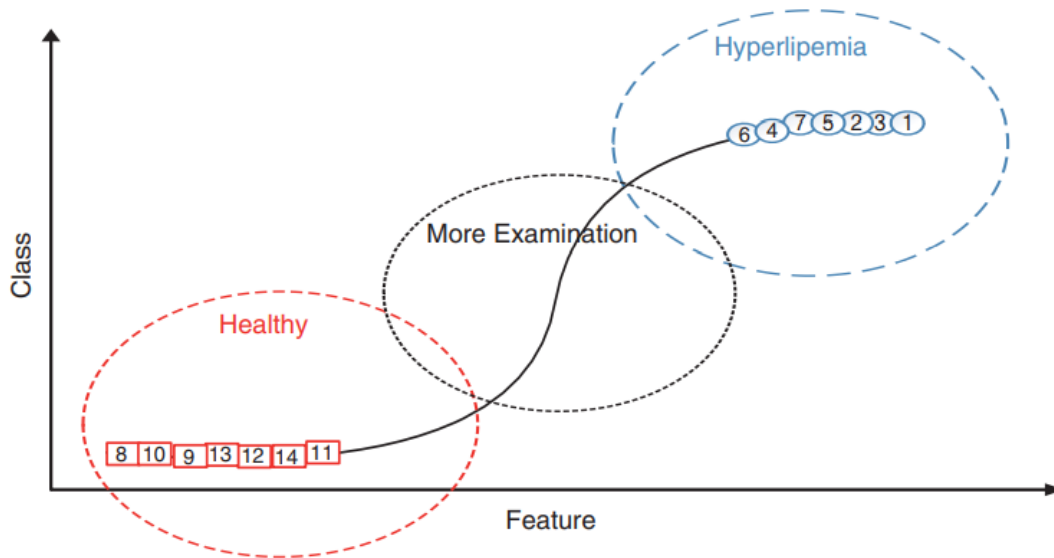 Hyperlipemia
6 4 7 5 2 3 1
More Examination
Class
Healthy
8 10 9 13 12 14 11
Feature